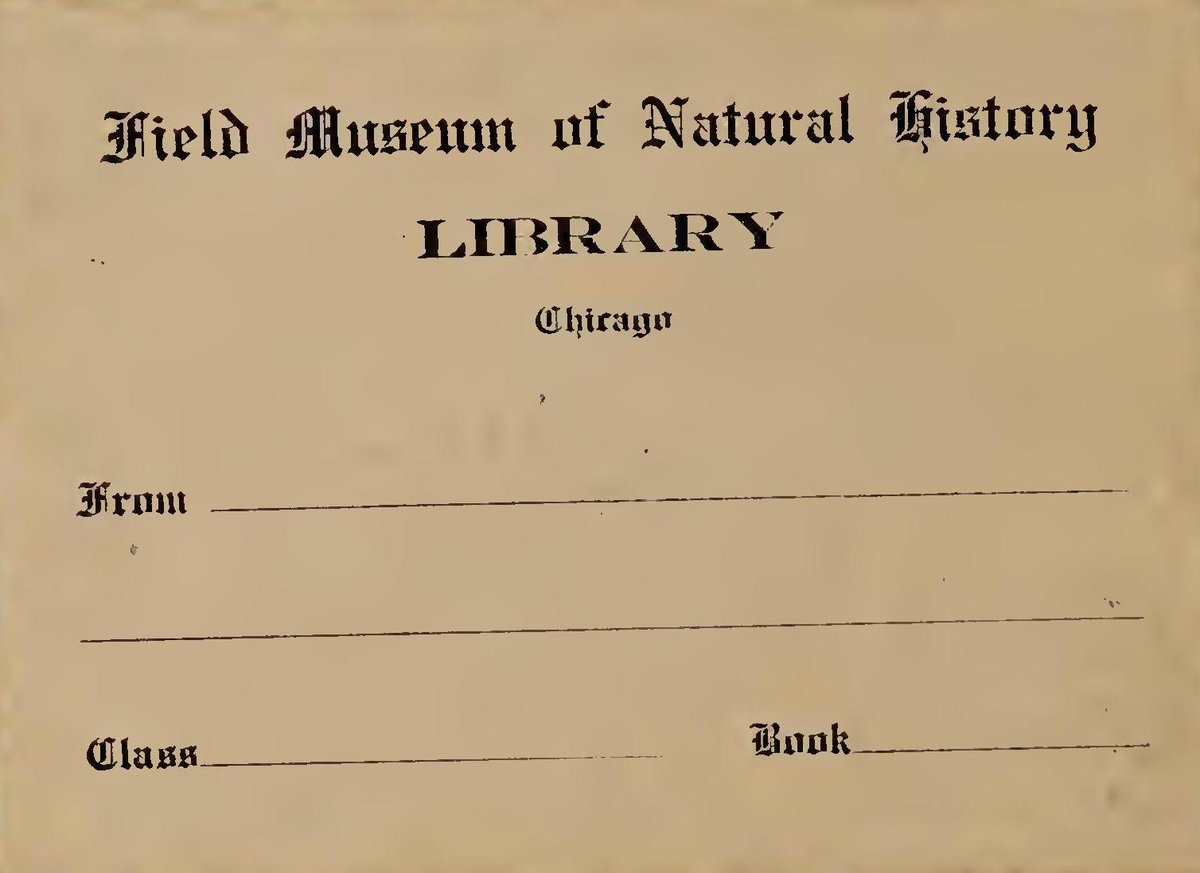 Field Museum of Natural History
LIBRARY
Chicago
From
Class
Book